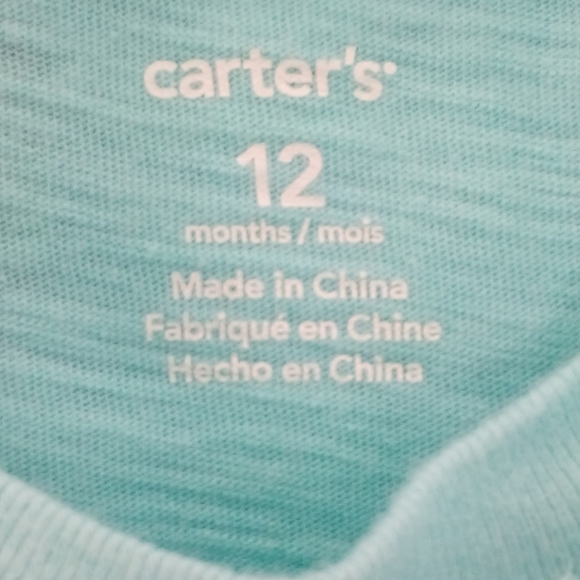 carter's
12
months / mois
Made in China
Fabriqué en Chine
Hecho en China